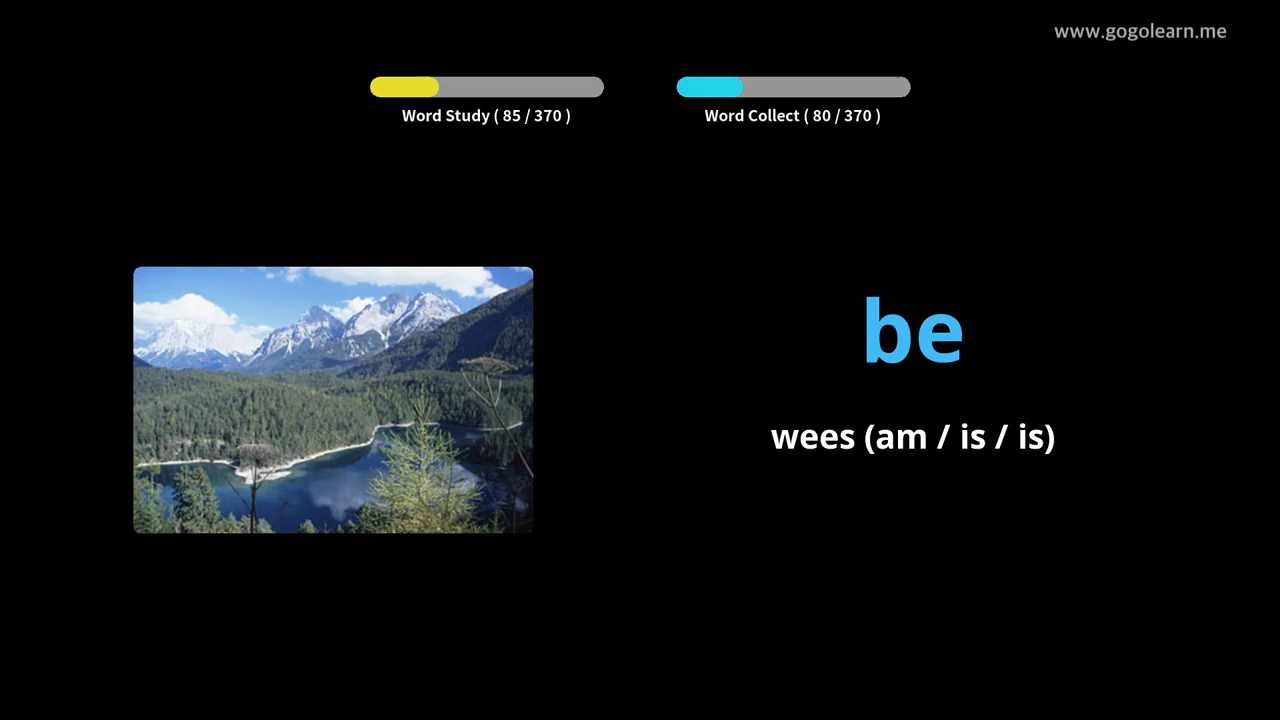 www.gogolearn.me
Word Study ( 85 / 370 )
Word Collect ( 80 / 370 )
be
wees (am / is / is)